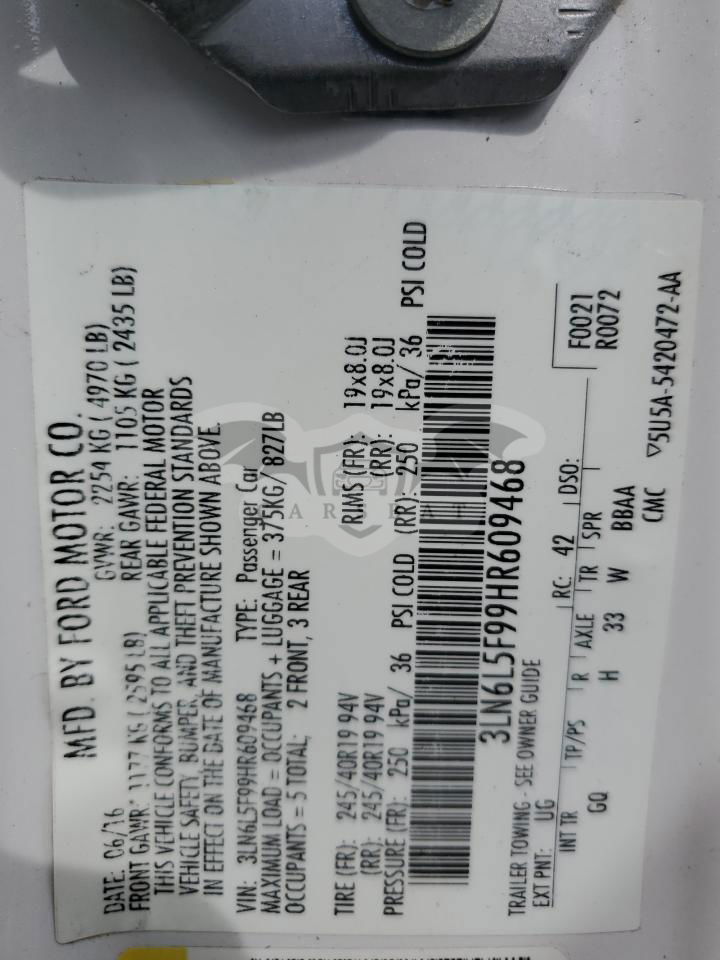 MFD. BY FORD MOTOR CO.
DATE: 06/16 GVWR: 2254 KG ( 4970 LB)
FRONT GAWR: 1177 KG ( 2595 LB) REAR GAWR: 1105 KG ( 2435 LB)
THIS VEHICLE CONFORMS TO ALL APPLICABLE FEDERAL MOTOR
VEHICLE SAFETY, BUMPER, AND THEFT PREVENTION STANDARDS
IN EFFECT ON THE DATE OF MANUFACTURE SHOWN ABOVE.
VIN: 3LN6L5F99HR609468 TYPE: Passenger Car
MAXIMUM LOAD = OCCUPANTS + LUGGAGE = 375KG/ 827LB
OCCUPANTS = 5 TOTAL; 2 FRONT, 3 REAR
TIRE (FR): 245/40R19 94V RIMS (FR): 19x8.0J
(RR): 245/40R19 94V (RR): 19x8.0J
PRESSURE (FR): 250 kPa/ 36 PSI COLD (RR): 250 kPa/ 36 PSI COLD
3LN6L5F99HR609468
TRAILER TOWING - SEE OWNER GUIDE
EXT PNT: UG RC: 42 DSO: F0021
R0072
INT TR TP/PS R AXLE TR SPR
GQ H 33 W BBAA
CMC ▽5U5A-5420472-AA